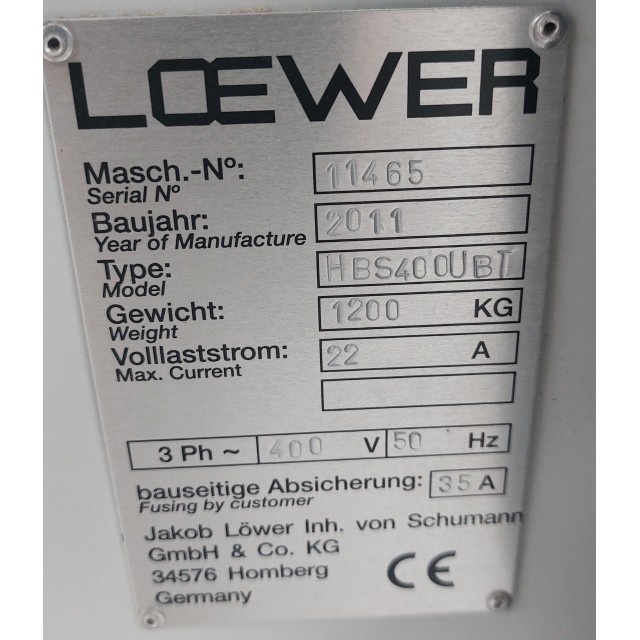 LŒWER
Masch.-Nº: 11465
Serial Nº
Baujahr: 2011
Year of Manufacture
Type: HBS400UBT
Model
Gewicht: 1200 KG
Weight
Volllaststrom: 22 A
Max. Current
3 Ph ~ 400 V 50 Hz
bauseitige Absicherung: 35 A
Fusing by customer
Jakob Löwer Inh. von Schumann
GmbH & Co. KG
34576 Homberg
Germany
CE